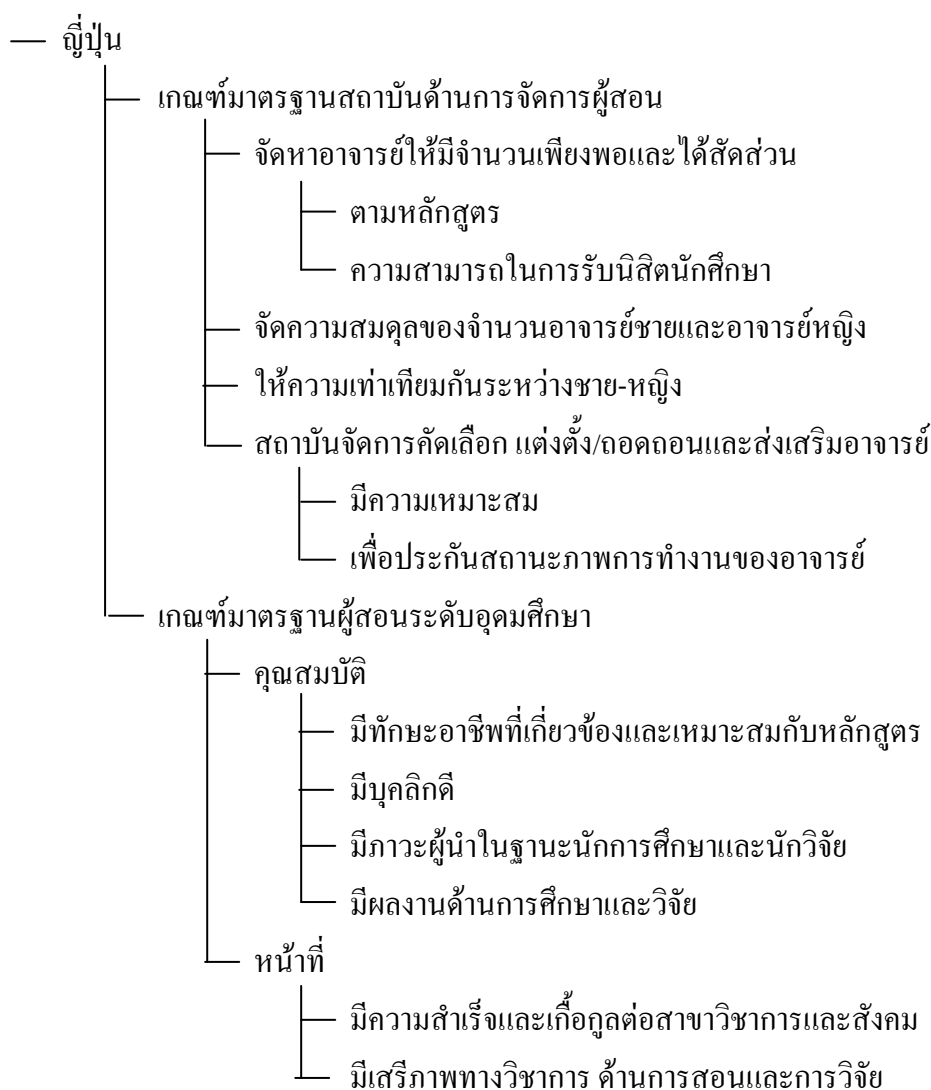 ญี่ปุ่น
เกณฑ์มาตรฐานสถาบันด้านการจัดการผู้สอน
จัดหาอาจารย์ให้มีจำนวนเพียงพอและได้สัดส่วน
ตามหลักสูตร
ความสามารถในการรับนิสิตนักศึกษา
จัดความสมดุลของจำนวนอาจารย์ชายและอาจารย์หญิง
ให้ความเท่าเทียมกันระหว่างชาย-หญิง
สถาบันจัดการคัดเลือก แต่งตั้ง/ถอดถอนและส่งเสริมอาจารย์
มีความเหมาะสม
เพื่อประกันสถานะภาพการทำงานของอาจารย์
เกณฑ์มาตรฐานผู้สอนระดับอุดมศึกษา
คุณสมบัติ
มีทักษะอาชีพที่เกี่ยวข้องและเหมาะสมกับหลักสูตร
มีบุคลิกดี
มีภาวะผู้นำในฐานะนักการศึกษาและนักวิจัย
มีผลงานด้านการศึกษาและวิจัย
หน้าที่
มีความสำเร็จและเกื้อกูลต่อสาขาวิชาการและสังคม
มีเสรีภาพทางวิชาการ ด้านการสอนและการวิจัย